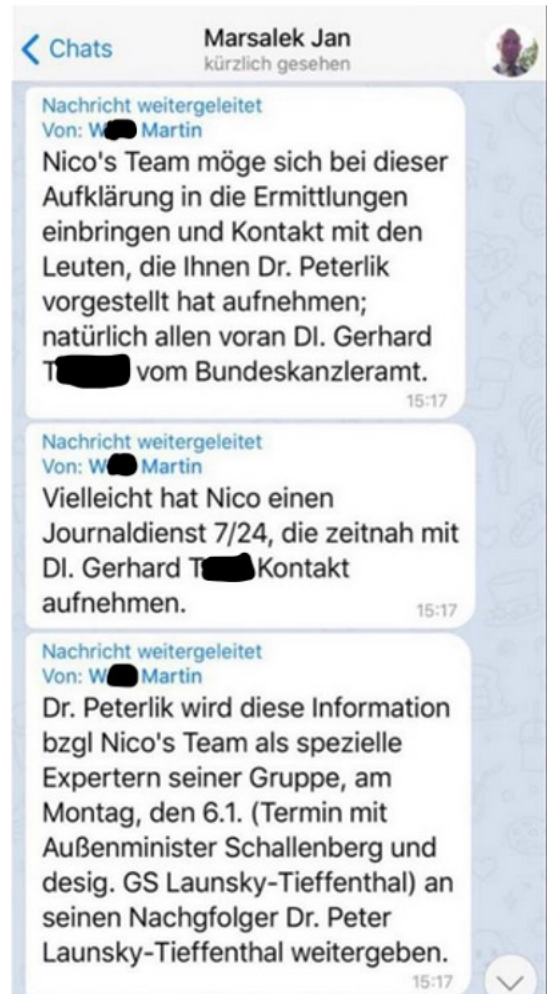 Chats
Marsalek Jan
kürzlich gesehen
Nachricht weitergeleitet
Von: W Martin
Nico's Team möge sich bei dieser
Aufklärung in die Ermittlungen
einbringen und Kontakt mit den
Leuten, die Ihnen Dr. Peterlik
vorgestellt hat aufnehmen;
natürlich allen voran DI. Gerhard
T vom Bundeskanzleramt.
15:17
Nachricht weitergeleitet
Von: W Martin
Vielleicht hat Nico einen
Journaldienst 7/24, die zeitnah mit
DI. Gerhard T Kontakt
aufnehmen.
15:17
Nachricht weitergeleitet
Von: W Martin
Dr. Peterlik wird diese Information
bzgl Nico's Team als spezielle
Expertern seiner Gruppe, am
Montag, den 6.1. (Termin mit
Außenminister Schallenberg und
desig. GS Launsky-Tieffenthal) an
seinen Nachgfolger Dr. Peter
Launsky-Tieffenthal weitergeben.
15:17